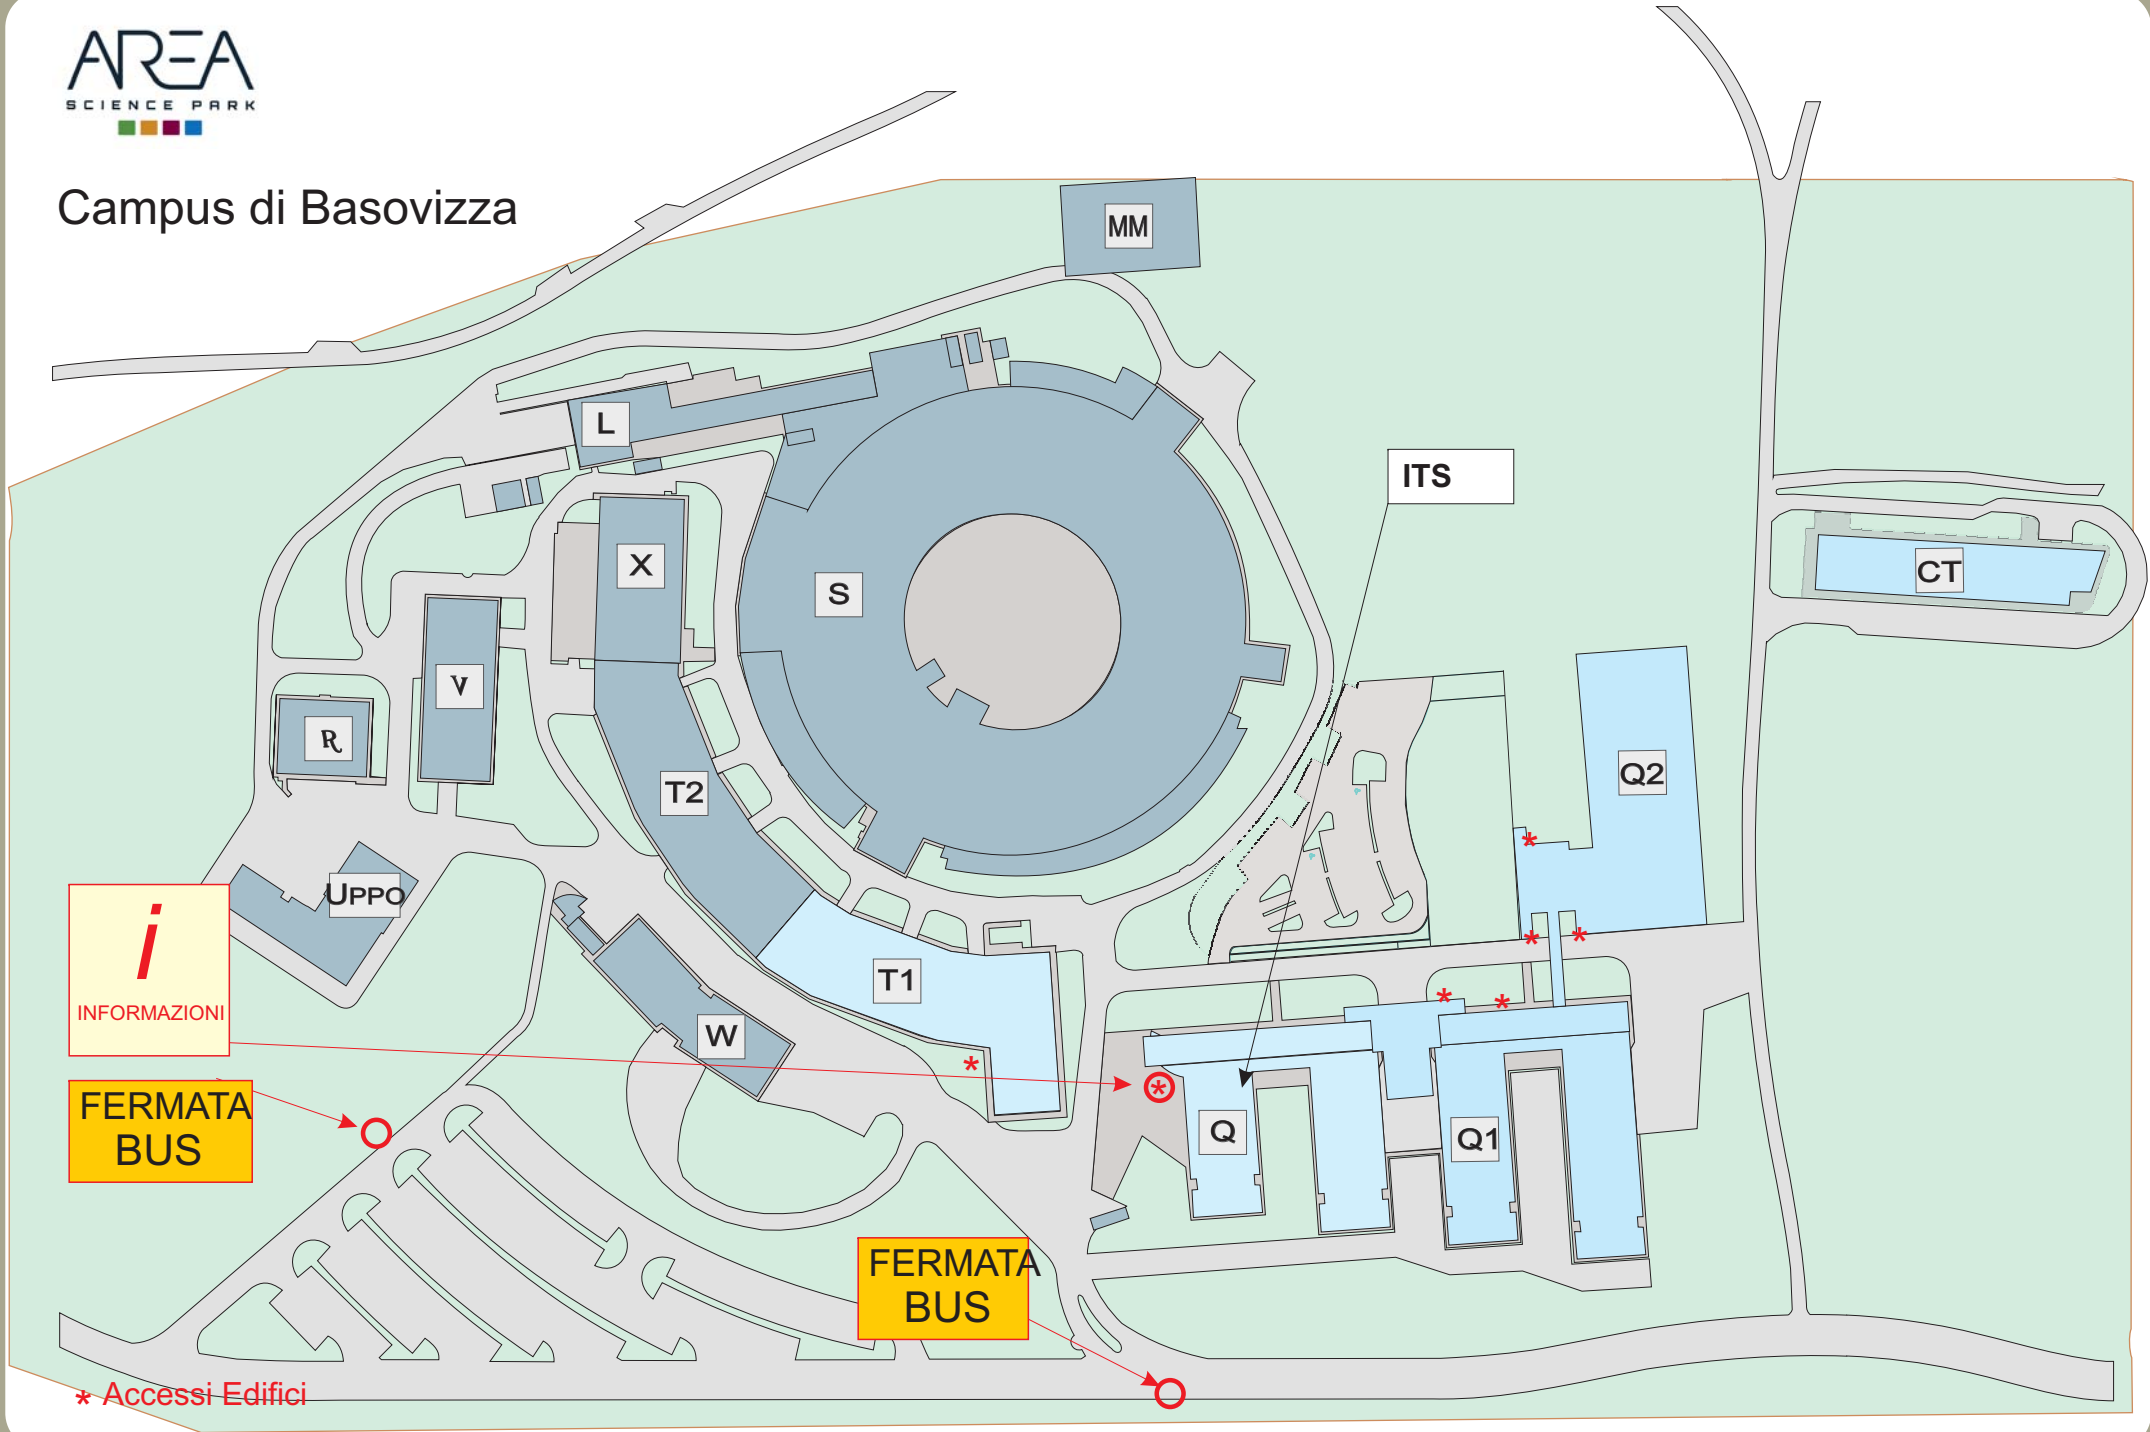 AREA
SCIENCE PARK
Campus di Basovizza
MM
L
ITS
X
S
CT
V
R
Q2
T2
UPPO
i
INFORMAZIONI
T1
W
FERMATA
BUS
Q
Q1
FERMATA
BUS
* Accessi Edifici